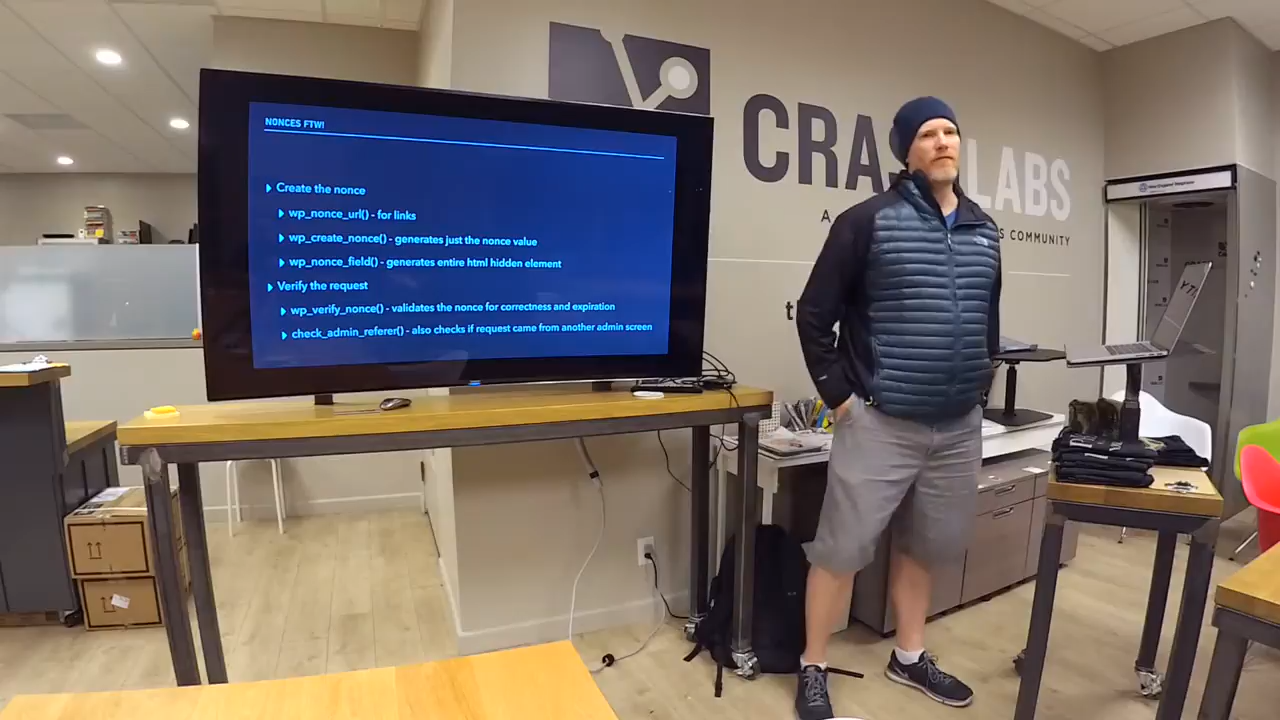 NONCES FTW!
Create the nonce
wp_nonce_url() - for links
wp_create_nonce() - generates just the nonce value
wp_nonce_field() - generates entire html hidden element
Verify the request
wp_verify_nonce() - validates the nonce for correctness and expiration
check_admin_referer() - also checks if request came from another admin screen
CRAS LABS
A S COMMUNITY
t